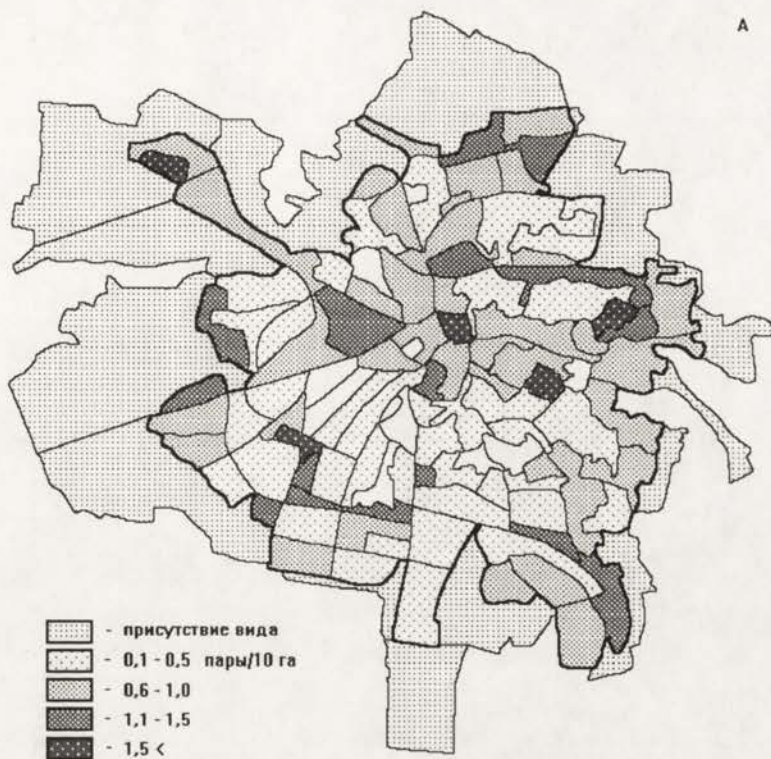 А
- присутствие вида
- 0,1 - 0,5 пары/10 га
- 0,6 - 1,0
- 1,1 - 1,5
- 1,5 <